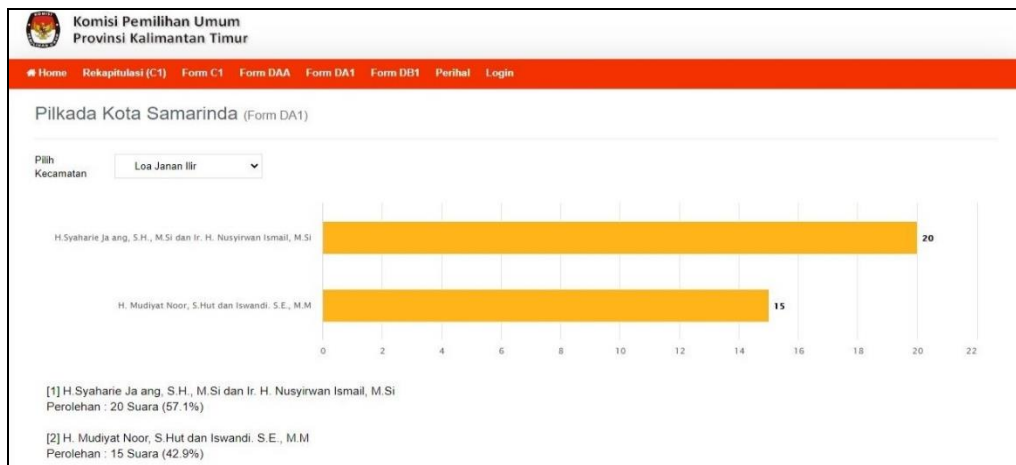 Komisi Pemilihan Umum
Provinsi Kalimantan Timur
Home Rekapitulasi (C1) Form C1 Form DAA Form DA1 Form DB1 Perihal Login
Pilkada Kota Samarinda (Form DA1)
Pilih
Kecamatan
Loa Janan Ilir
H.Syaharie Ja ang, S.H., M.Si dan Ir. H. Nusyirwan Ismail, M.Si
20
H. Mudiyat Noor, S.Hut dan Iswandi. S.E., M.M
15
0 2 4 6 8 10 12 14 16 18 20 22
[1] H.Syaharie Ja ang, S.H., M.Si dan Ir. H. Nusyirwan Ismail, M.Si
Perolehan : 20 Suara (57.1%)
[2] H. Mudiyat Noor, S.Hut dan Iswandi. S.E., M.M
Perolehan : 15 Suara (42.9%)